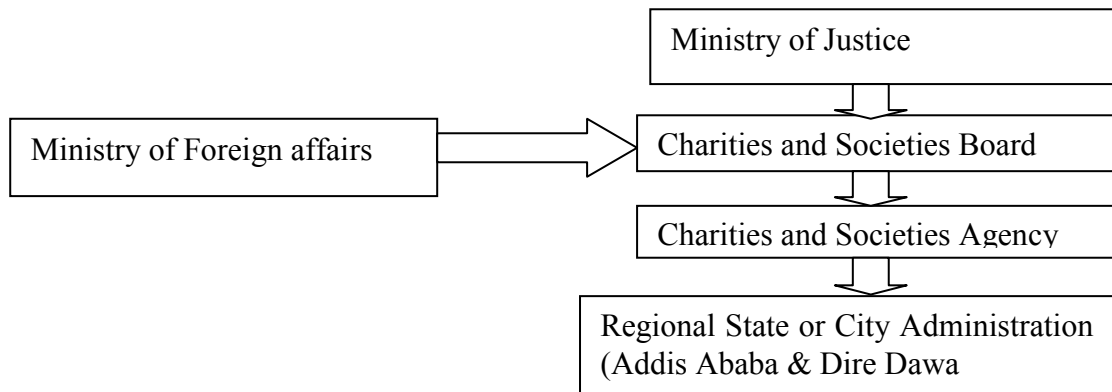 Ministry of Justice
Ministry of Foreign affairs
Charities and Societies Board
Charities and Societies Agency
Regional State or City Administration
(Addis Ababa & Dire Dawa